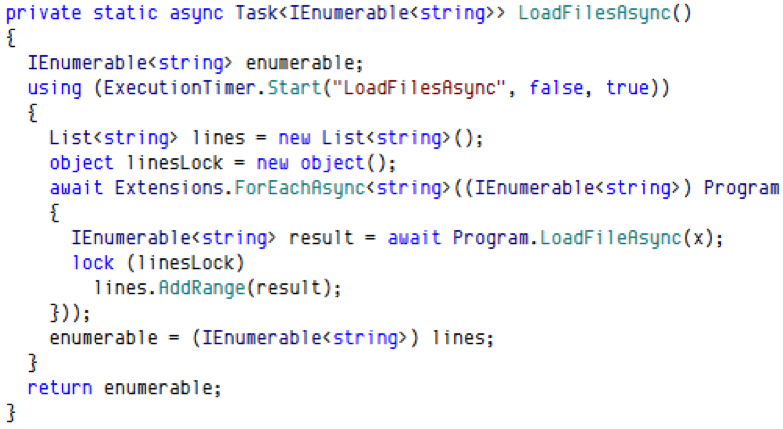 private static async Task<IEnumerable<string>> LoadFilesAsync()
{
  IEnumerable<string> enumerable;
  using (ExecutionTimer.Start("LoadFilesAsync", false, true))
  {
    List<string> lines = new List<string>();
    object linesLock = new object();
    await Extensions.ForEachAsync<string>((IEnumerable<string>) Program
    {
      IEnumerable<string> result = await Program.LoadFileAsync(x);
      lock (linesLock)
        lines.AddRange(result);
    }));
    enumerable = (IEnumerable<string>) lines;
  }
  return enumerable;
}